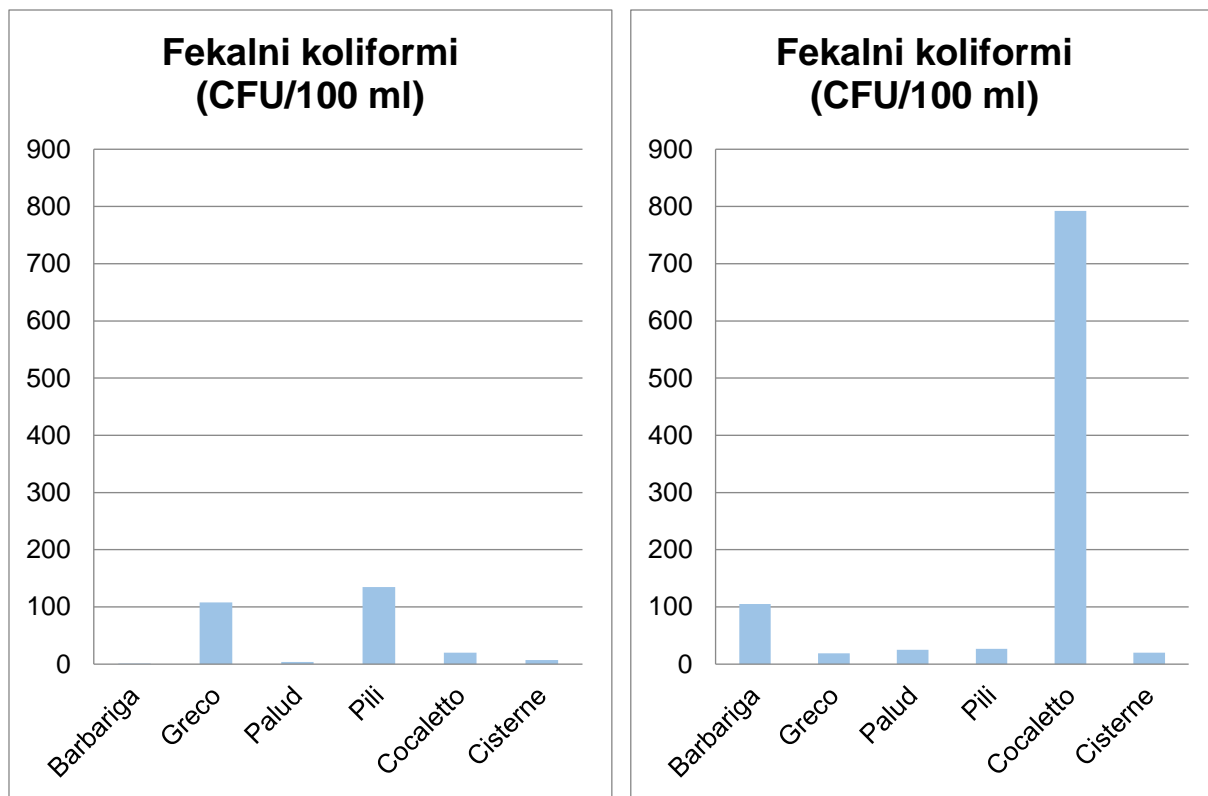 Fekalni koliformi
(CFU/100 ml)
900
800
700
600
500
400
300
200
100
0
Barbariga
Greco
Palud
Pili
Cocaletto
Cisterne
Fekalni koliformi
(CFU/100 ml)
900
800
700
600
500
400
300
200
100
0
Barbariga
Greco
Palud
Pili
Cocaletto
Cisterne